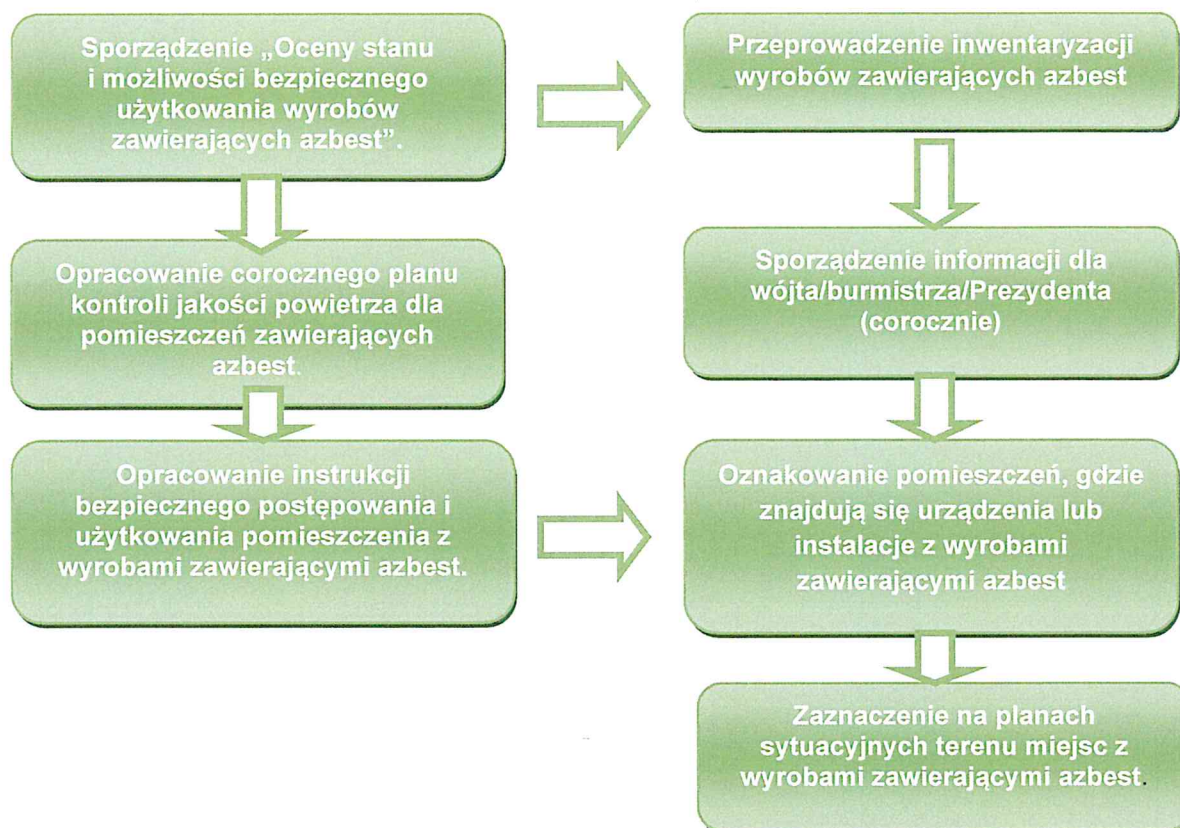 Sporządzenie „Oceny stanu
i możliwości bezpiecznego
użytkowania wyrobów
zawierających azbest”.
Przeprowadzenie inwentaryzacji
wyrobów zawierających azbest
Opracowanie corocznego planu
kontroli jakości powietrza dla
pomieszczeń zawierających
azbest.
Sporządzenie informacji dla
wójta/burmistrza/Prezydenta
(corocznie)
Opracowanie instrukcji
bezpiecznego postępowania i
użytkowania pomieszczenia z
wyrobami zawierającymi azbest.
Oznakowanie pomieszczeń, gdzie
znajdują się urządzenia lub
instalacje z wyrobami
zawierającymi azbest
Zaznaczenie na planach
sytuacyjnych terenu miejsc z
wyrobami zawierającymi azbest.